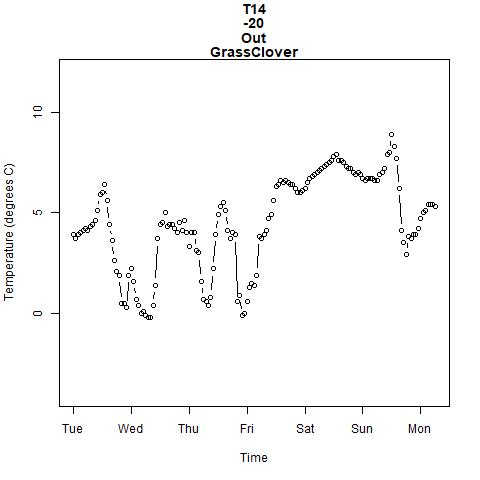 T14
-20
Out
GrassClover
Temperature (degrees C)
10
5
0
Tue Wed Thu Fri Sat Sun Mon
Time